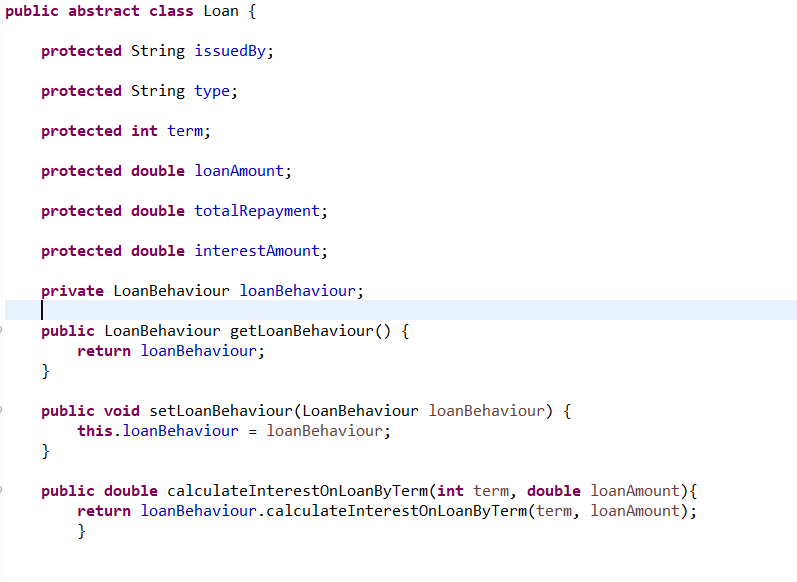 public abstract class Loan {
protected String issuedBy;
protected String type;
protected int term;
protected double loanAmount;
protected double totalRepayment;
protected double interestAmount;
private LoanBehaviour loanBehaviour;
public LoanBehaviour getLoanBehaviour() {
return loanBehaviour;
}
public void setLoanBehaviour(LoanBehaviour loanBehaviour) {
this.loanBehaviour = loanBehaviour;
}
public double calculateInterestOnLoanByTerm(int term, double loanAmount){
return loanBehaviour.calculateInterestOnLoanByTerm(term, loanAmount);
}